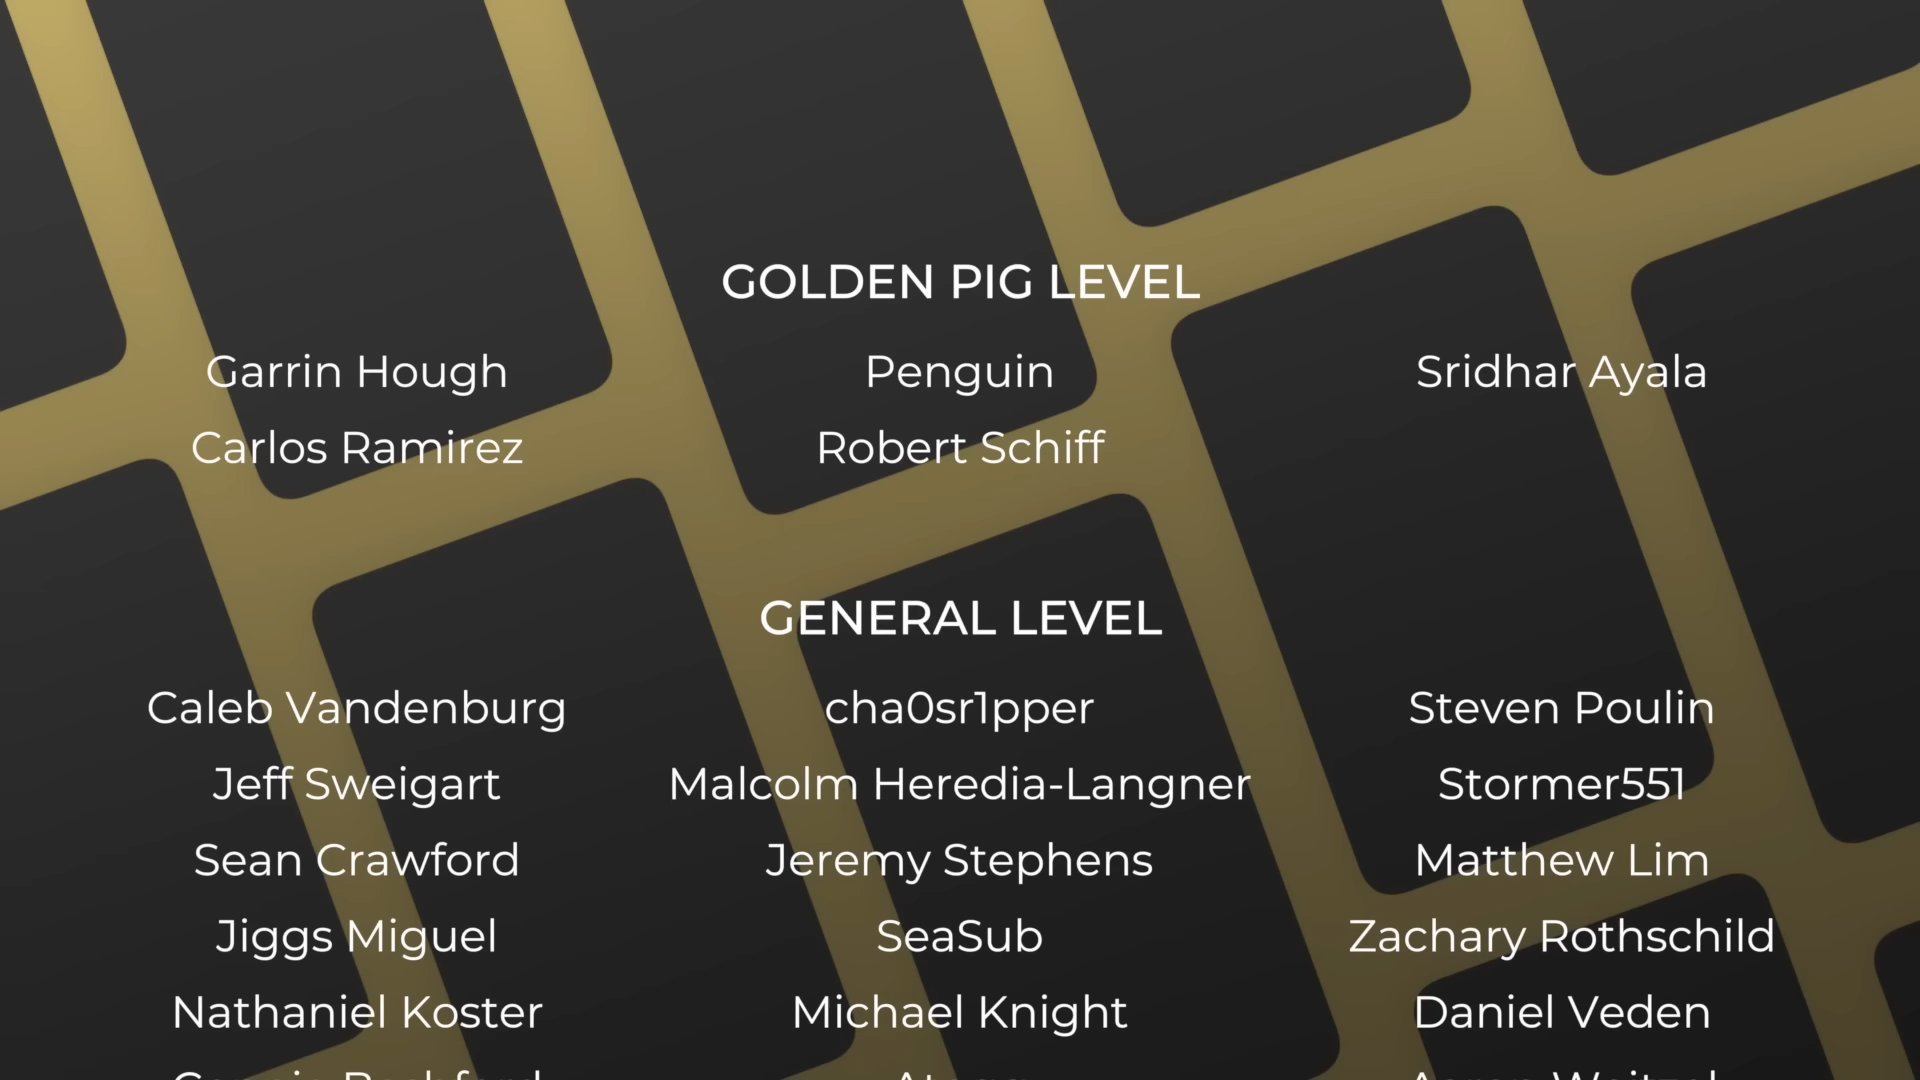 GOLDEN PIG LEVEL
Garrin Hough Penguin Sridhar Ayala
Carlos Ramirez Robert Schiff
GENERAL LEVEL
Caleb Vandenburg cha0sr1pper Steven Poulin
Jeff Sweigart Malcolm Heredia-Langner Stormer551
Sean Crawford Jeremy Stephens Matthew Lim
Jiggs Miguel SeaSub Zachary Rothschild
Nathaniel Koster Michael Knight Daniel Veden